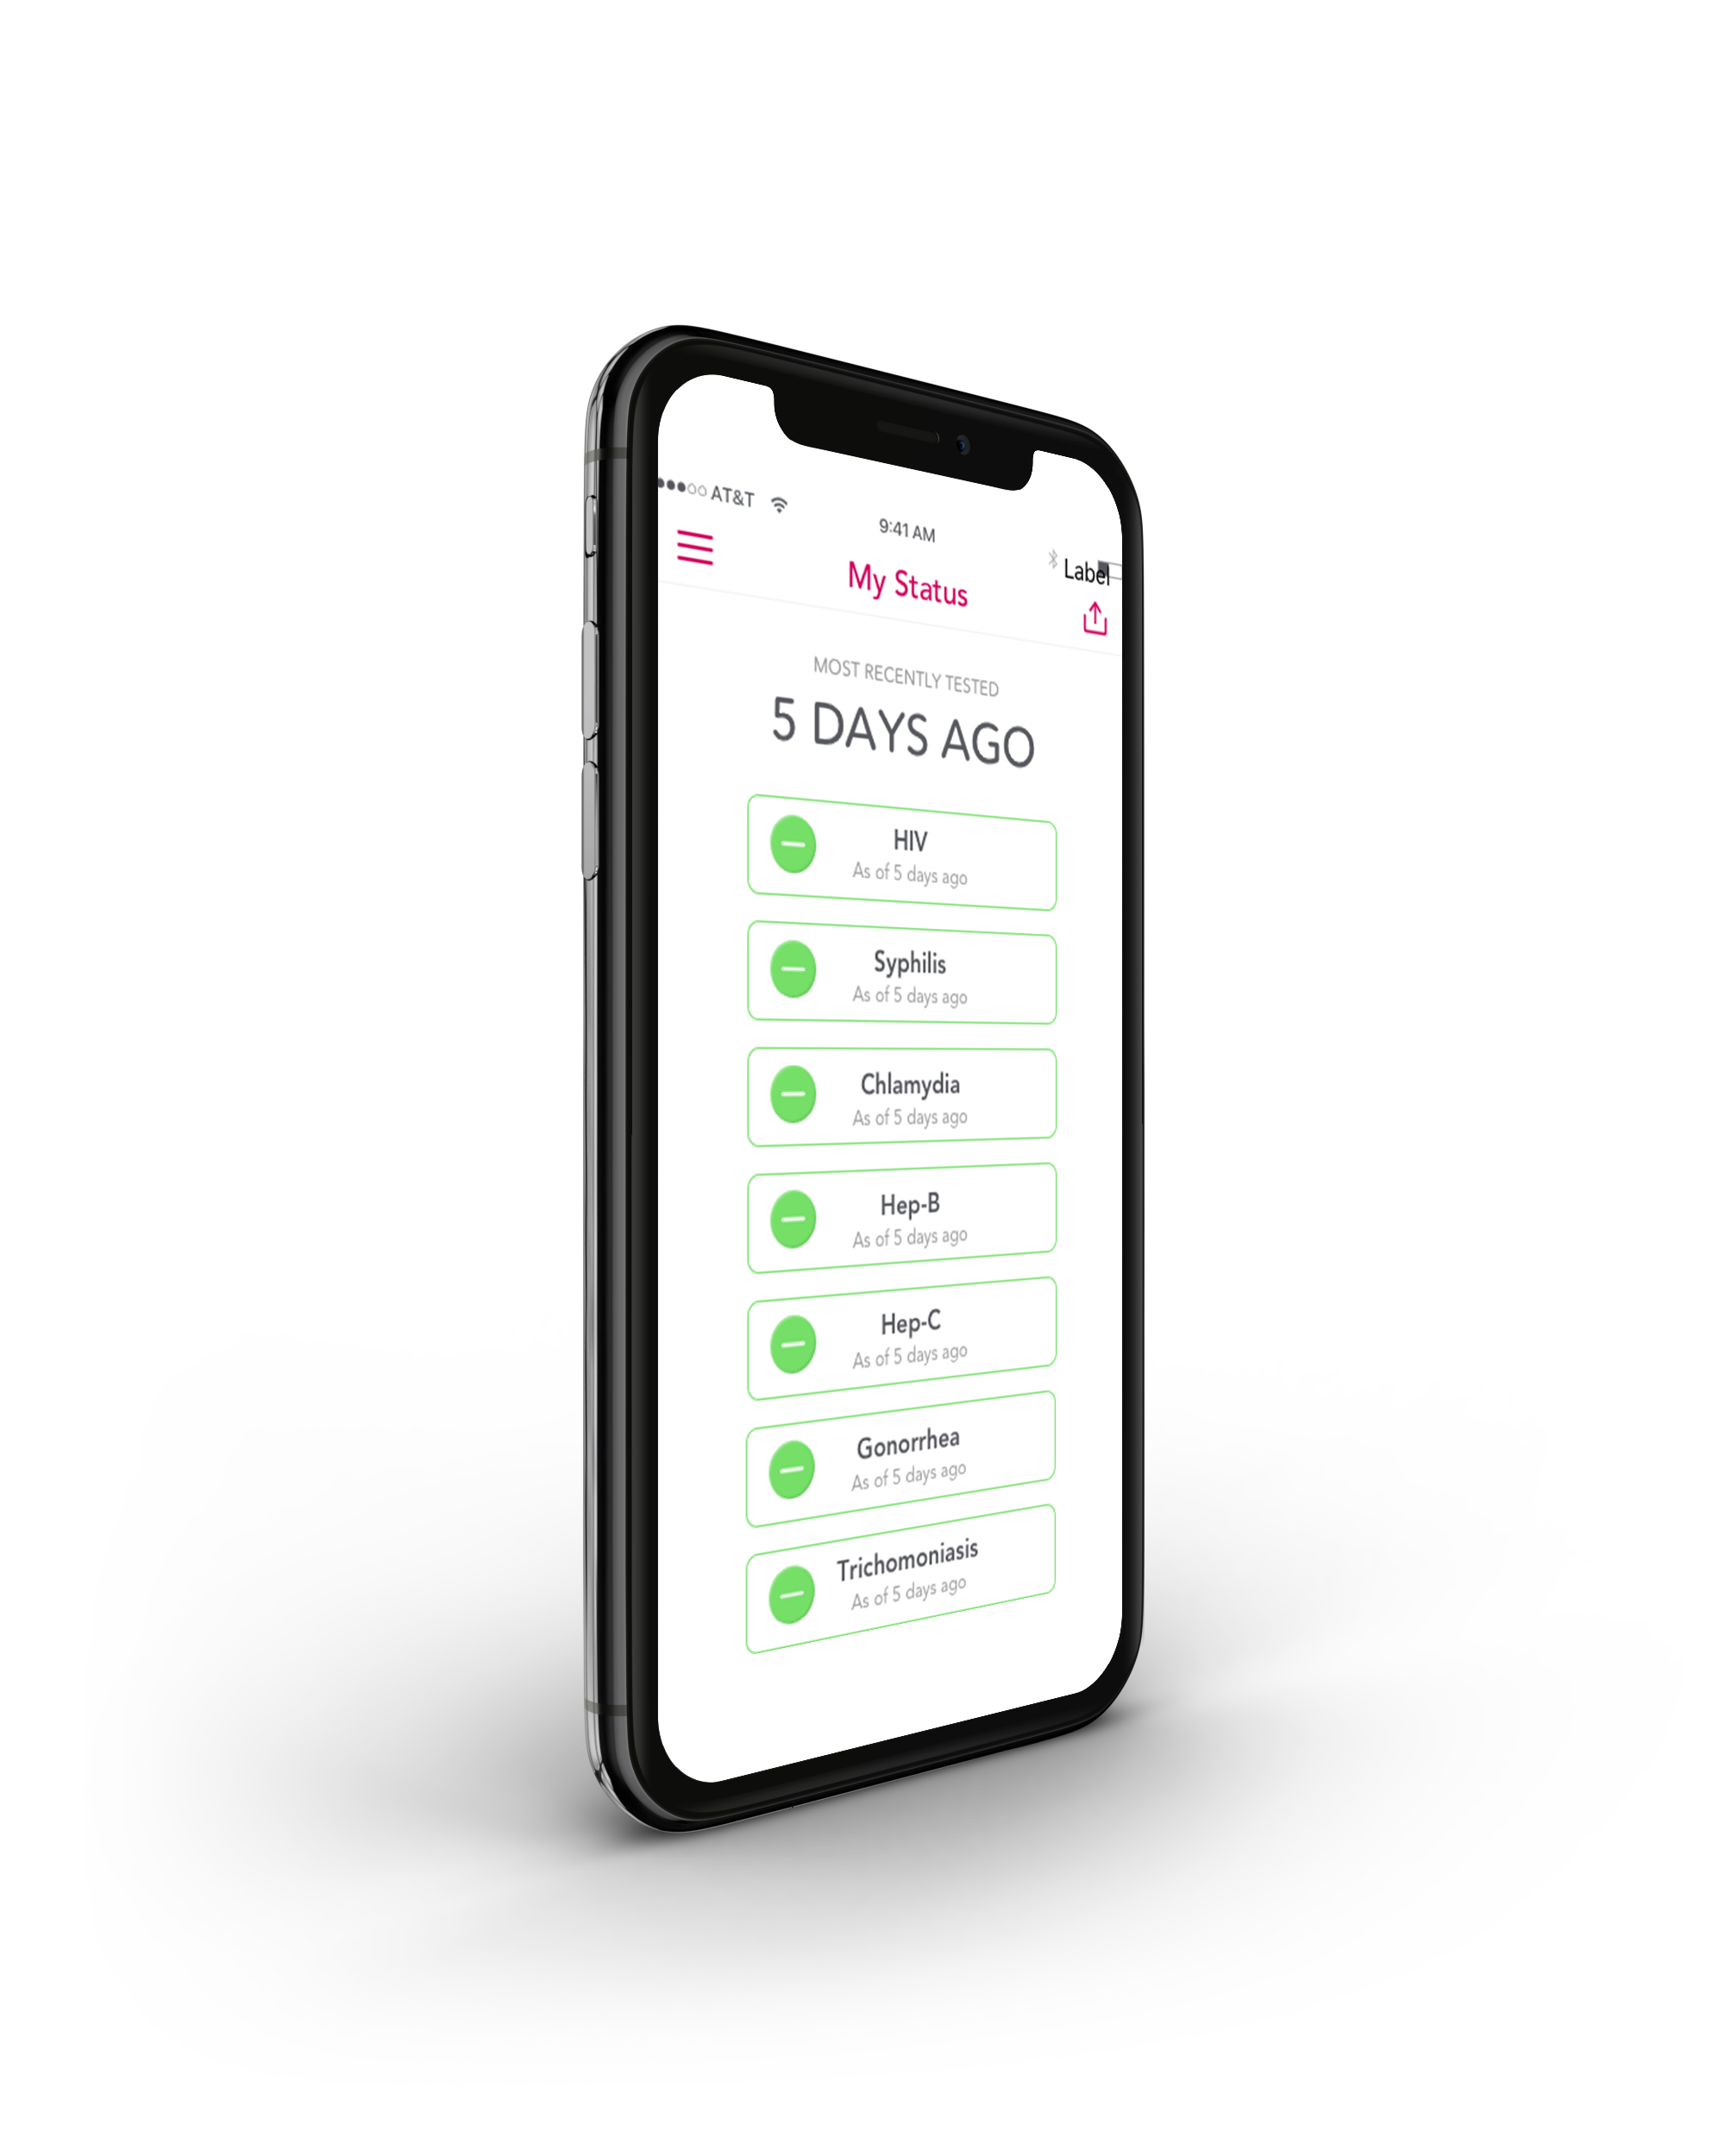 AT&T
9:41 AM
Label
My Status
MOST RECENTLY TESTED
5 DAYS AGO
HIV
As of 5 days ago
Syphilis
As of 5 days ago
Chlamydia
As of 5 days ago
Hep-B
As of 5 days ago
Hep-C
As of 5 days ago
Gonorrhea
As of 5 days ago
Trichomoniasis
As of 5 days ago